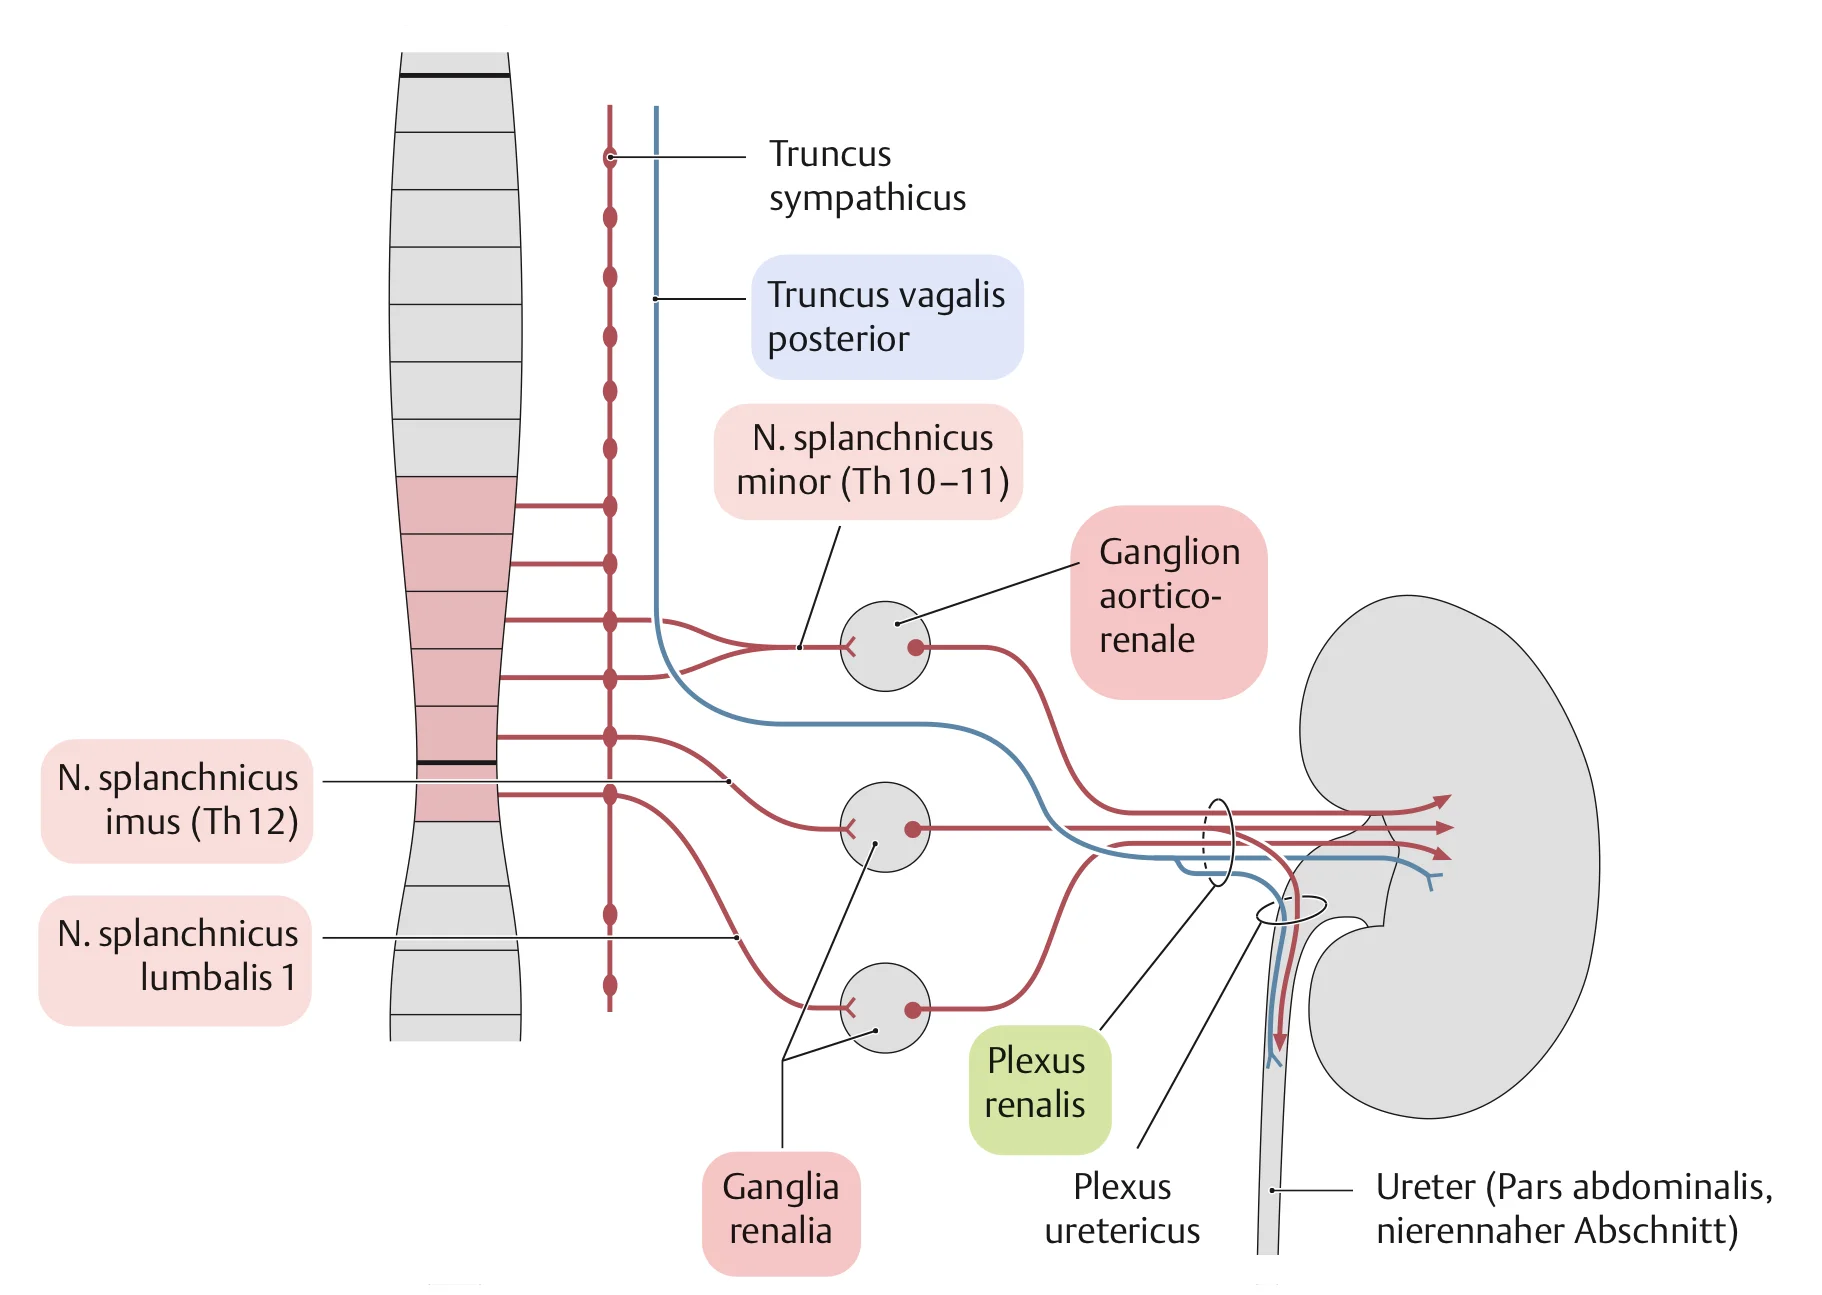 Truncus
sympathicus
Truncus vagalis
posterior
N. splanchnicus
minor (Th 10–11)
Ganglion
aortico-
renale
N. splanchnicus
imus (Th 12)
N. splanchnicus
lumbalis 1
Plexus
renalis
Ganglia
renalia
Plexus
uretericus
Ureter (Pars abdominalis,
nierennaher Abschnitt)